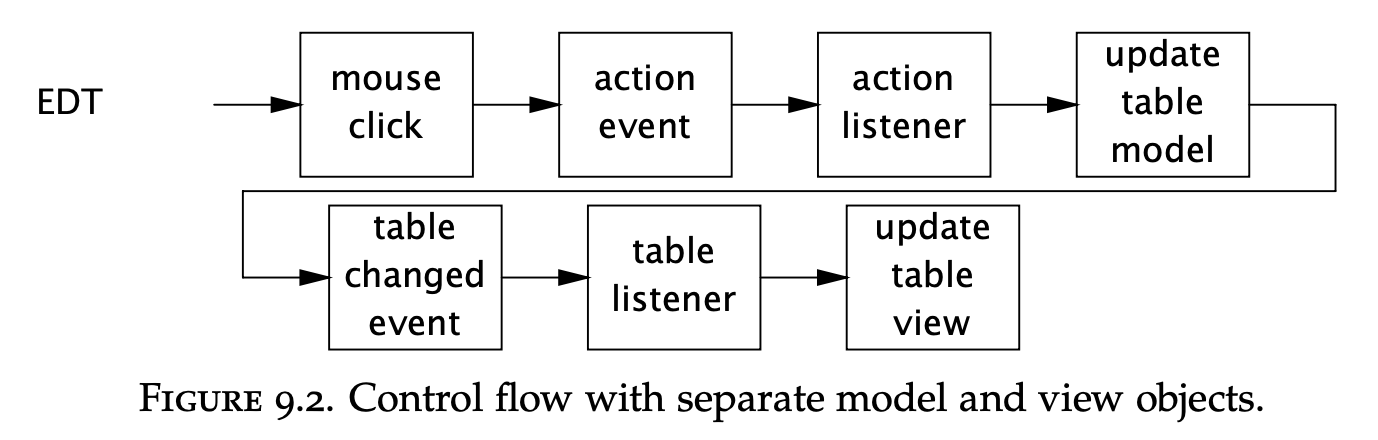 EDT
mouse
click
action
event
action
listener
update
table
model
table
changed
event
table
listener
update
table
view
FIGURE 9.2. Control flow with separate model and view objects.